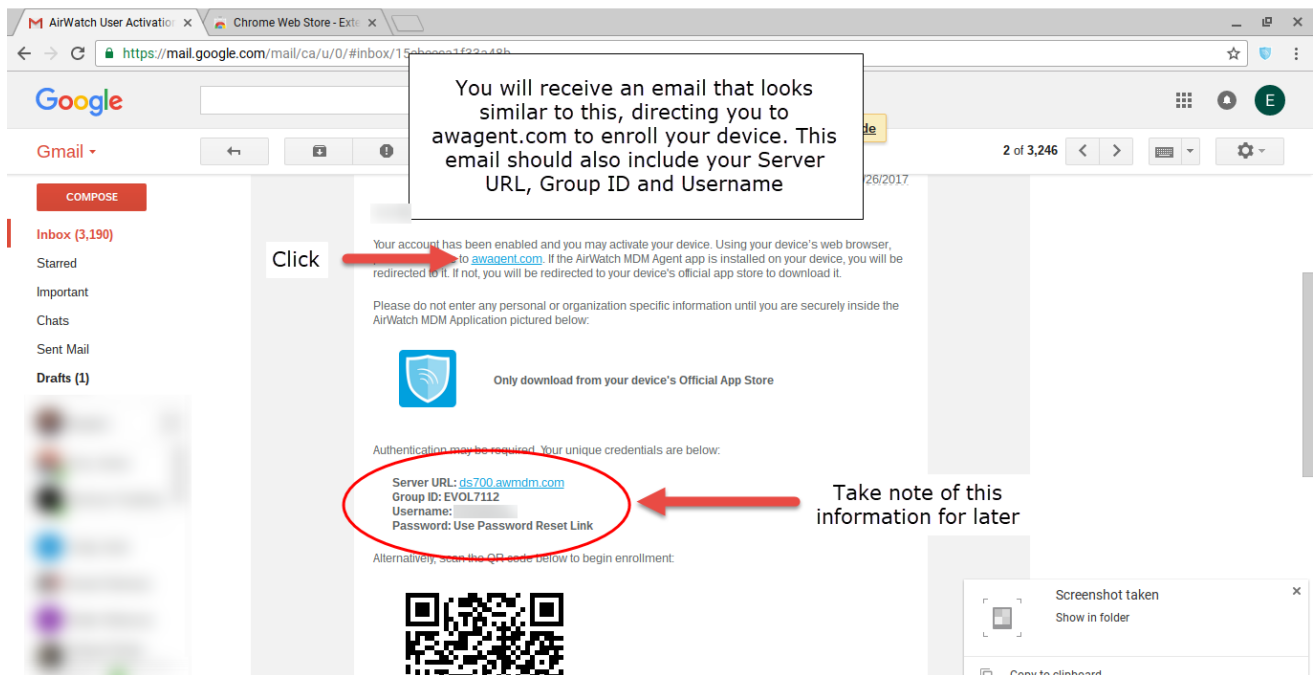 AirWatch User Activation
Chrome Web Store - Exte
https://mail.google.com/mail/ca/u/0/#inbox/
You will receive an email that looks
similar to this, directing you to
awagent.com to enroll your device. This
email should also include your Server
URL, Group ID and Username
Google
E
Gmail
2 of 3,246
/26/2017
COMPOSE
Inbox (3,190)
Starred
Important
Chats
Sent Mail
Drafts (1)
Click
Your account has been enabled and you may activate your device. Using your device's web browser,
to awagent.com. If the AirWatch MDM Agent app is installed on your device, you will be
redirected to it. If not, you will be redirected to your device's official app store to download it.
Please do not enter any personal or organization specific information until you are securely inside the
AirWatch MDM Application pictured below:
Only download from your device's Official App Store
Authentication may be required. Your unique credentials are below:
Server URL: ds700.awmdm.com
Group ID: EVOL7112
Username:
Password: Use Password Reset Link
Take note of this
information for later
Alternatively, scan the QR code below to begin enrollment:
Screenshot taken
Show in folder
Copy to clipboard